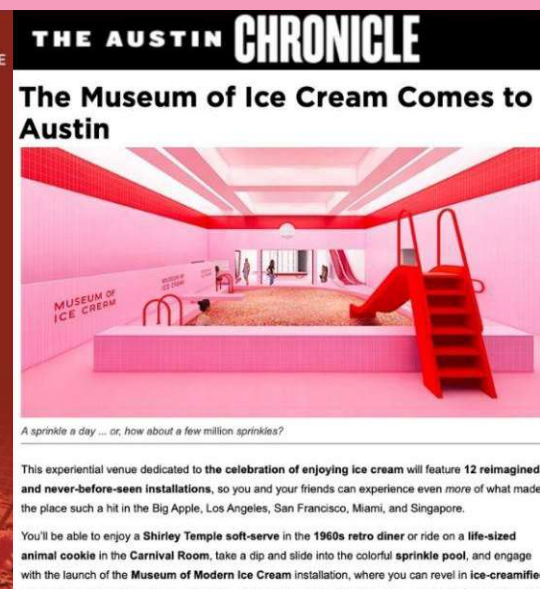 E
THE AUSTIN CHRONICLE
The Museum of Ice Cream Comes to
Austin
MUSEUM OF
ICE CREAM
A sprinkle a day ... or, how about a few million sprinkles?
This experiential venue dedicated to the celebration of enjoying ice cream will feature 12 reimagined
and never-before-seen installations, so you and your friends can experience even more of what made
the place such a hit in the Big Apple, Los Angeles, San Francisco, Miami, and Singapore.
You'll be able to enjoy a Shirley Temple soft-serve in the 1960s retro diner or ride on a life-sized
animal cookie in the Carnival Room, take a dip and slide into the colorful sprinkle pool, and engage
with the launch of the Museum of Modern Ice Cream installation, where you can revel in ice-creamifie